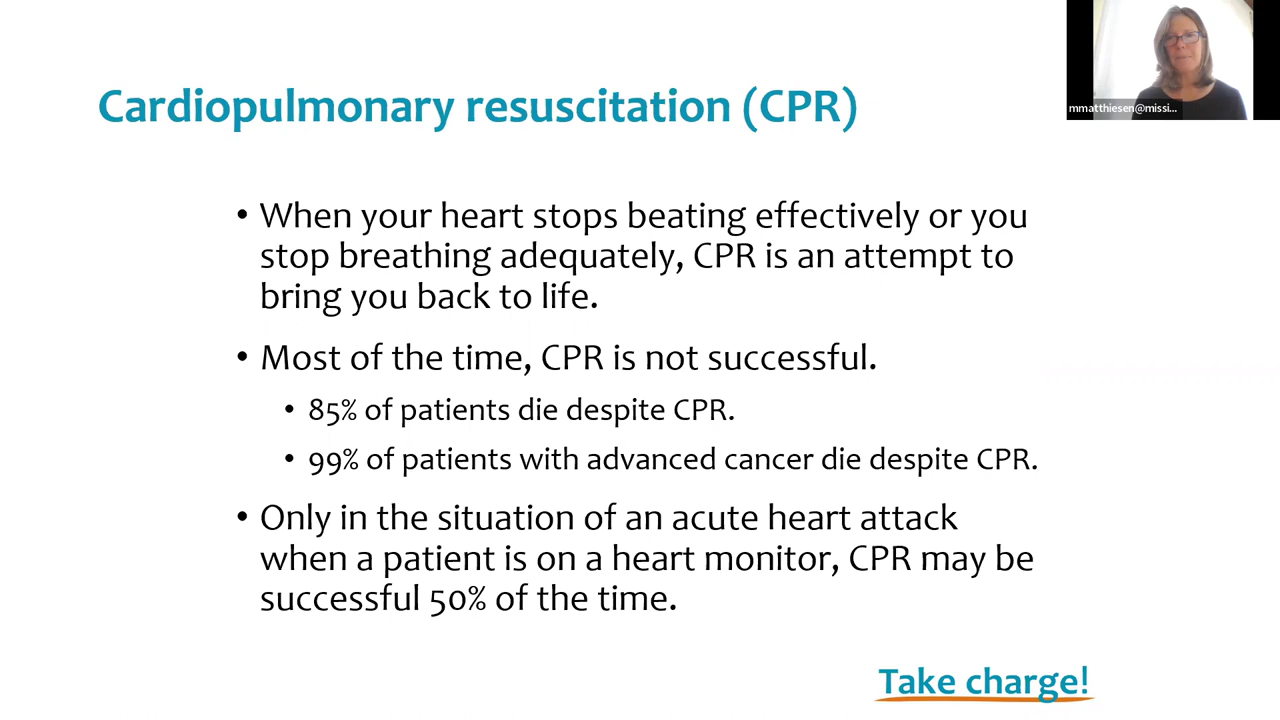 Cardiopulmonary resuscitation (CPR)
mmatthiesen@missi...
• When your heart stops beating effectively or you
stop breathing adequately, CPR is an attempt to
bring you back to life.
• Most of the time, CPR is not successful.
• 85% of patients die despite CPR.
• 99% of patients with advanced cancer die despite CPR.
• Only in the situation of an acute heart attack
when a patient is on a heart monitor, CPR may be
successful 50% of the time.
Take charge!